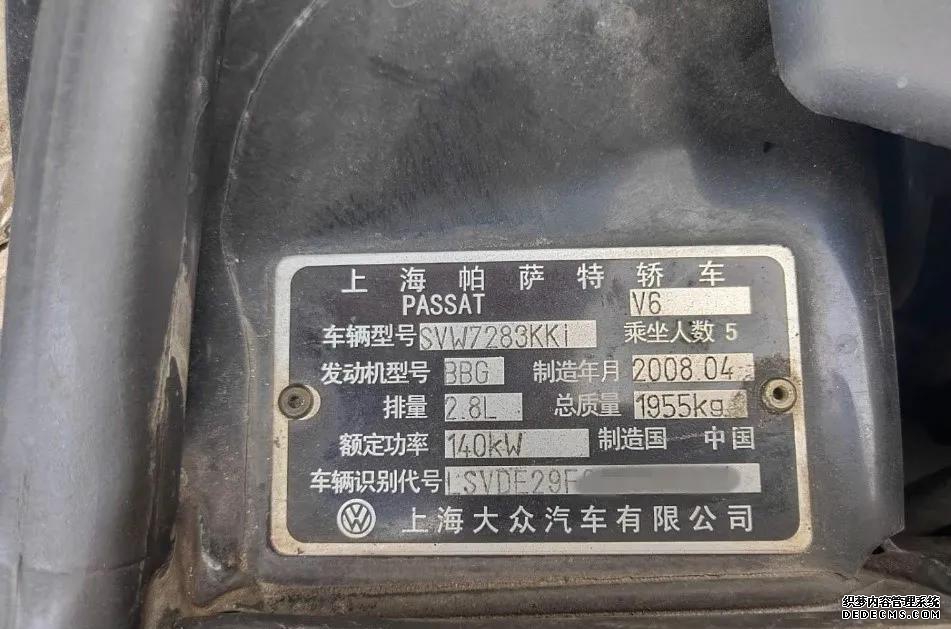 上海帕萨特轿车
PASSAT V6
车辆型号 SVW7283KKi 乘坐人数 5
发动机型号 BBG 制造年月 2008.04
排量 2.8L 总质量 1955kg
额定功率 140kW 制造国 中国
车辆识别代号 LSVDE29F
上海大众汽车有限公司
织梦内容管理系统
DEDECMS.COM